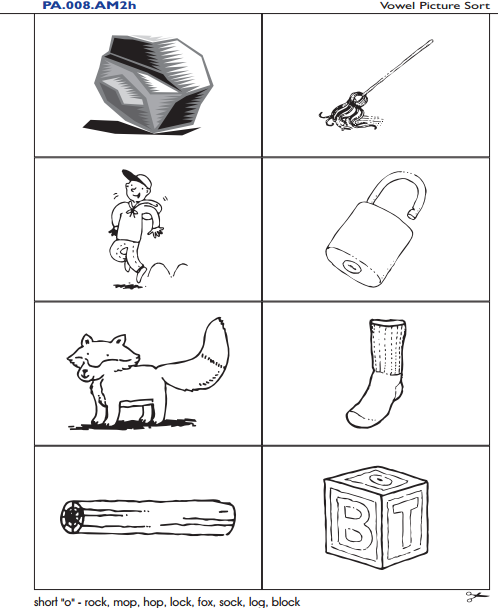 PA.008.AM2h Vowel Picture Sort
B T
short "o" - rock, mop, hop, lock, fox, sock, log, block